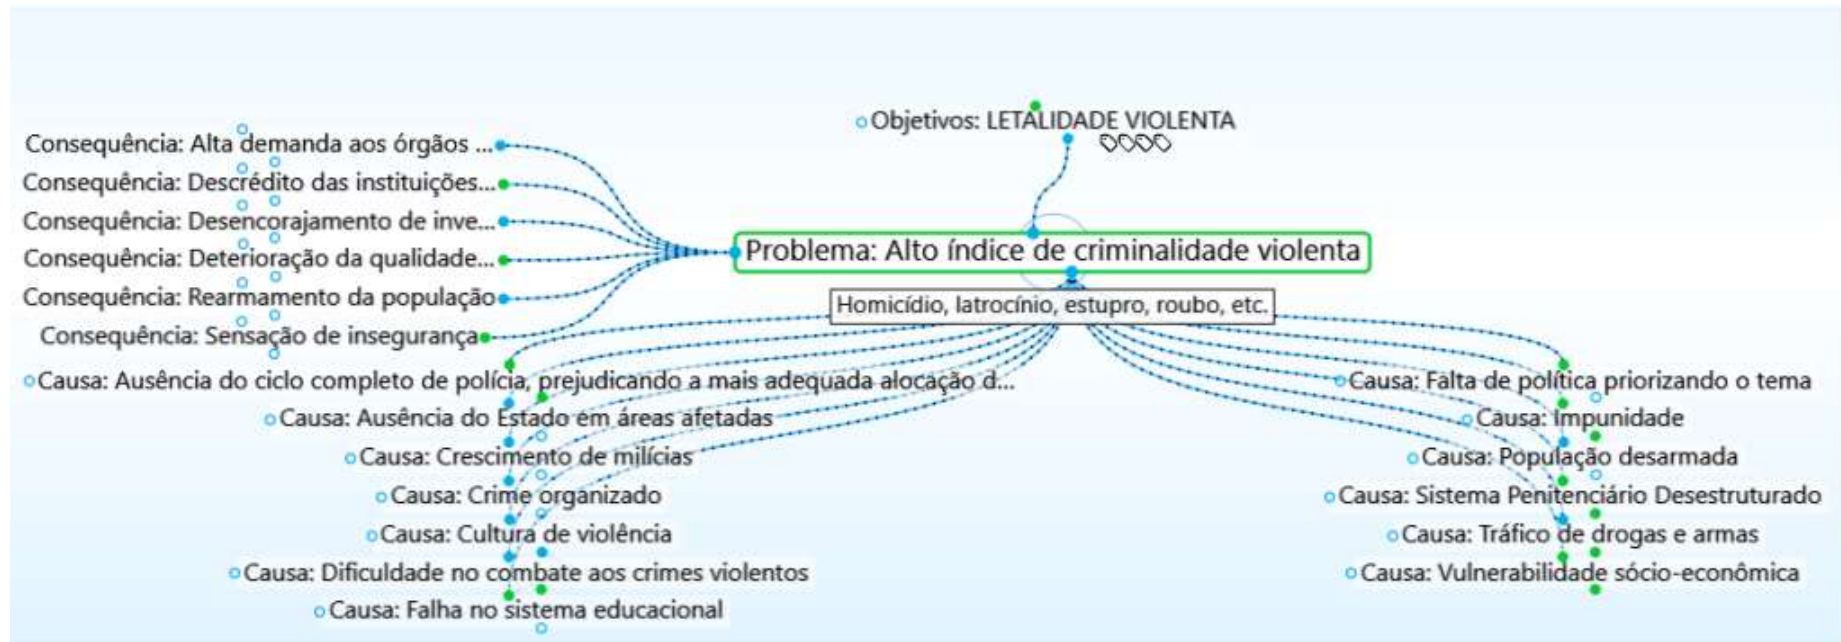 Objetivos: LETALIDADE VIOLENTA
Consequência: Alta demanda aos órgãos ...
Consequência: Descrédito das instituições...
Consequência: Desencorajamento de inve...
Consequência: Deterioração da qualidade...
Consequência: Rearmamento da população
Consequência: Sensação de insegurança
Problema: Alto índice de criminalidade violenta
Homicídio, latrocínio, estupro, roubo, etc.
Causa: Ausência do ciclo completo de polícia, prejudicando a mais adequada alocação d...
Causa: Ausência do Estado em áreas afetadas
Causa: Crescimento de milícias
Causa: Crime organizado
Causa: Cultura de violência
Causa: Dificuldade no combate aos crimes violentos
Causa: Falha no sistema educacional
Causa: Falta de política priorizando o tema
Causa: Impunidade
Causa: População desarmada
Causa: Sistema Penitenciário Desestruturado
Causa: Tráfico de drogas e armas
Causa: Vulnerabilidade sócio-econômica